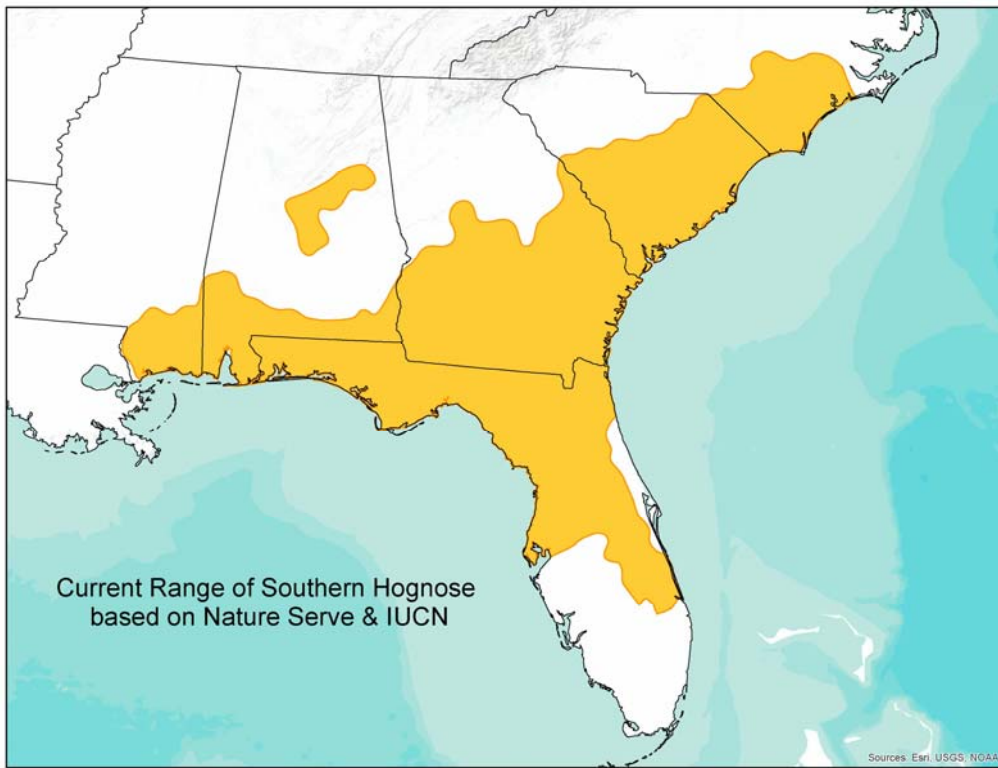 Current Range of Southern Hognose
based on Nature Serve & IUCN
Sources: Esri, USGS, NOAA